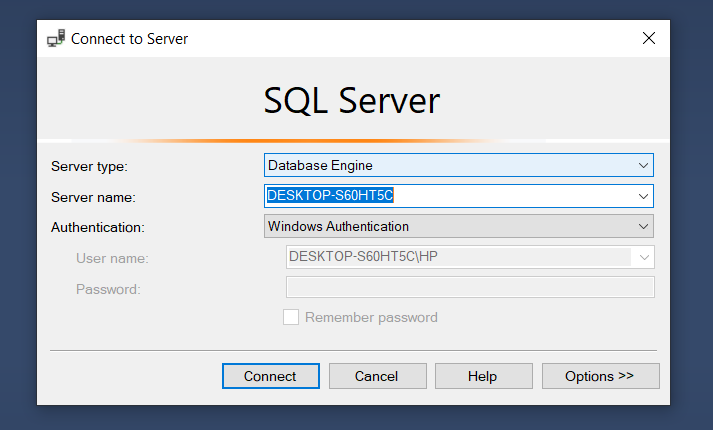 Connect to Server
SQL Server
Server type: Database Engine
Server name: DESKTOP-S60HT5C
Authentication: Windows Authentication
User name: DESKTOP-S60HT5C\HP
Password:
Remember password
Connect Cancel Help Options >>